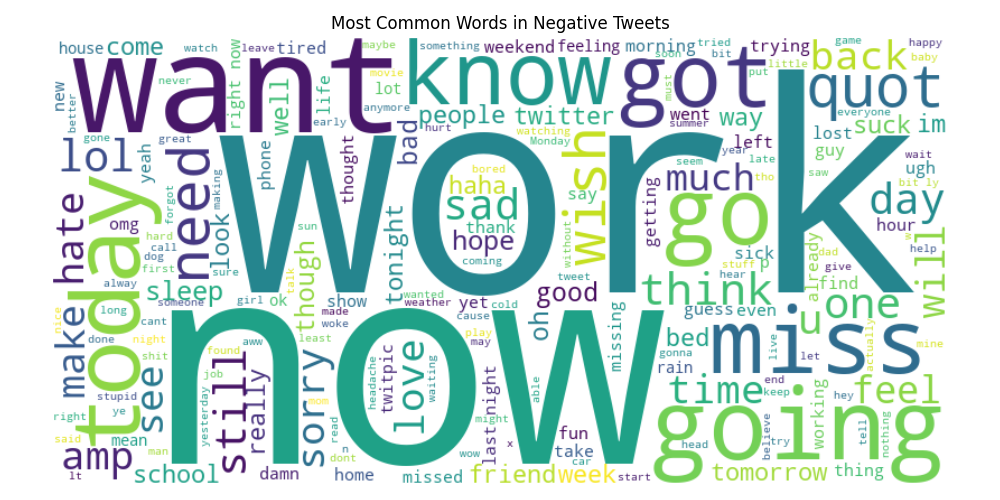 Most Common Words in Negative Tweets
house come watch leave tired maybe something weekend feeling morning tried trying game happy
want know got back quot
new never right now well life movie lot people twitter bit soon must put little baby
better anymore early hurt watching Monday went summer way lost everyone suck im
gone great thought bad wish left guy
lol yeah need phone work bored haha sad year late seem tho saw wait ugh
omg making sun tonight thank hope say without getting much go day bit ly
hate today forgot look coming sick hear stuff p dad hour w
hard call dog sure talk tweet already give help will
first though think find
alway sleep someone girl ok show wanted weather yet cold good guess even u one
nice long made woke cause oh missing bed miss
done cant now play may rain gonna live let actually mine
make see night shit found aww least headache twitpic love waiting able time end keep feel
stupid still job sorry mom really last night might going hey
right ye yesterday read fun working believe try tell nothing
said mean man n dont x wow take head
amp lt school damn home missed car friend week start tomorrow thing